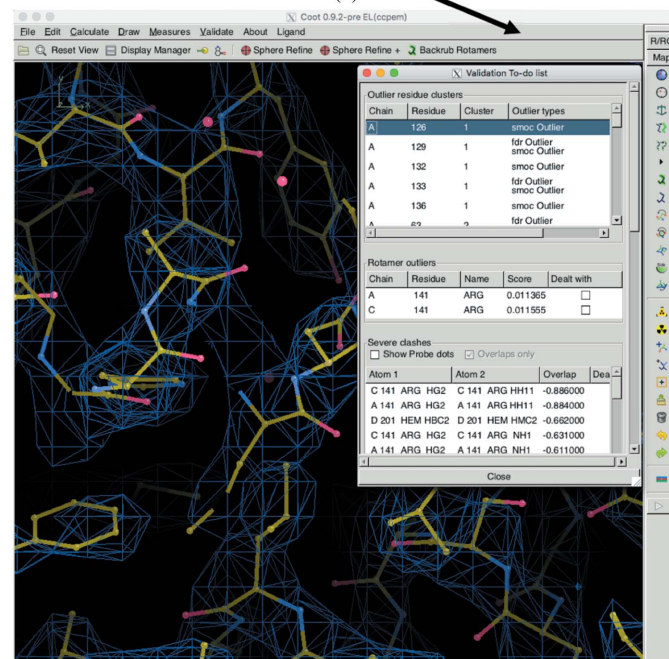 Coot 0.9.2-pre EL(ccpem)
File Edit Calculate Draw Measures Validate About Ligand
R/RC
Reset View Display Manager Sphere Refine Sphere Refine + Backrub Rotamers
Map
Validation To-do list
Outlier residue clusters
Chain Residue Cluster Outlier types
A 126 1 smoc Outlier
A 129 1 fdr Outlier
smoc Outlier
A 132 1 smoc Outlier
A 133 1 fdr Outlier
smoc Outlier
A 136 1 smoc Outlier
A 63 2 fdr Outlier
Rotamer outliers
Chain Residue Name Score Dealt with
A 141 ARG 0.011365
C 141 ARG 0.011555
Severe clashes
Show Probe dots Overlaps only
Atom 1 Atom 2 Overlap Dea
C 141 ARG HG2 C 141 ARG HH11 -0.886000
A 141 ARG HG2 A 141 ARG HH11 -0.884000
D 201 HEM HBC2 D 201 HEM HMC2 -0.662000
C 141 ARG HG2 C 141 ARG NH1 -0.631000
A 141 ARG HG2 A 141 ARG NH1 -0.611000
Close